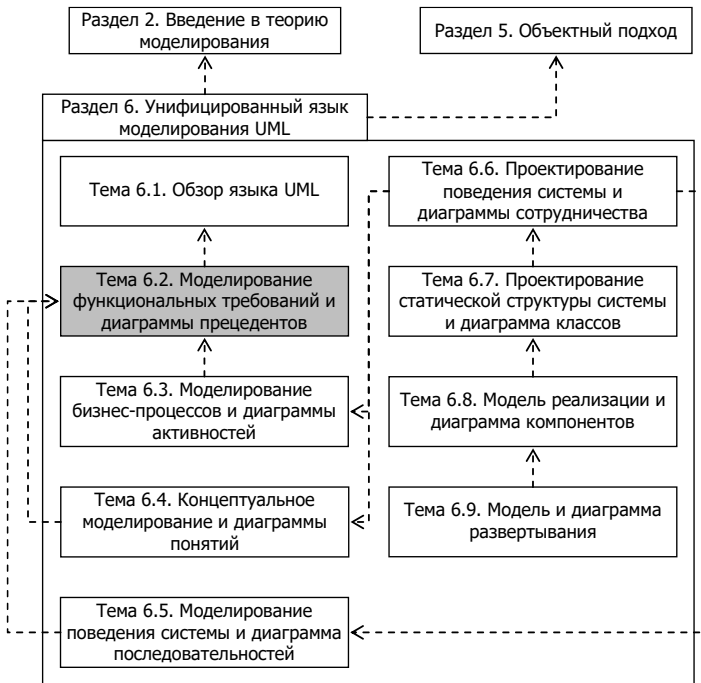 Раздел 2. Введение в теорию
моделирования
Раздел 5. Объектный подход
Раздел 6. Унифицированный язык
моделирования UML
Тема 6.1. Обзор языка UML
Тема 6.2. Моделирование
функциональных требований и
диаграммы прецедентов
Тема 6.3. Моделирование
бизнес-процессов и диаграммы
активностей
Тема 6.4. Концептуальное
моделирование и диаграммы
понятий
Тема 6.5. Моделирование
поведения системы и диаграмма
последовательностей
Тема 6.6. Проектирование
поведения системы и
диаграммы сотрудничества
Тема 6.7. Проектирование
статической структуры системы
и диаграмма классов
Тема 6.8. Модель реализации и
диаграмма компонентов
Тема 6.9. Модель и диаграмма
развертывания